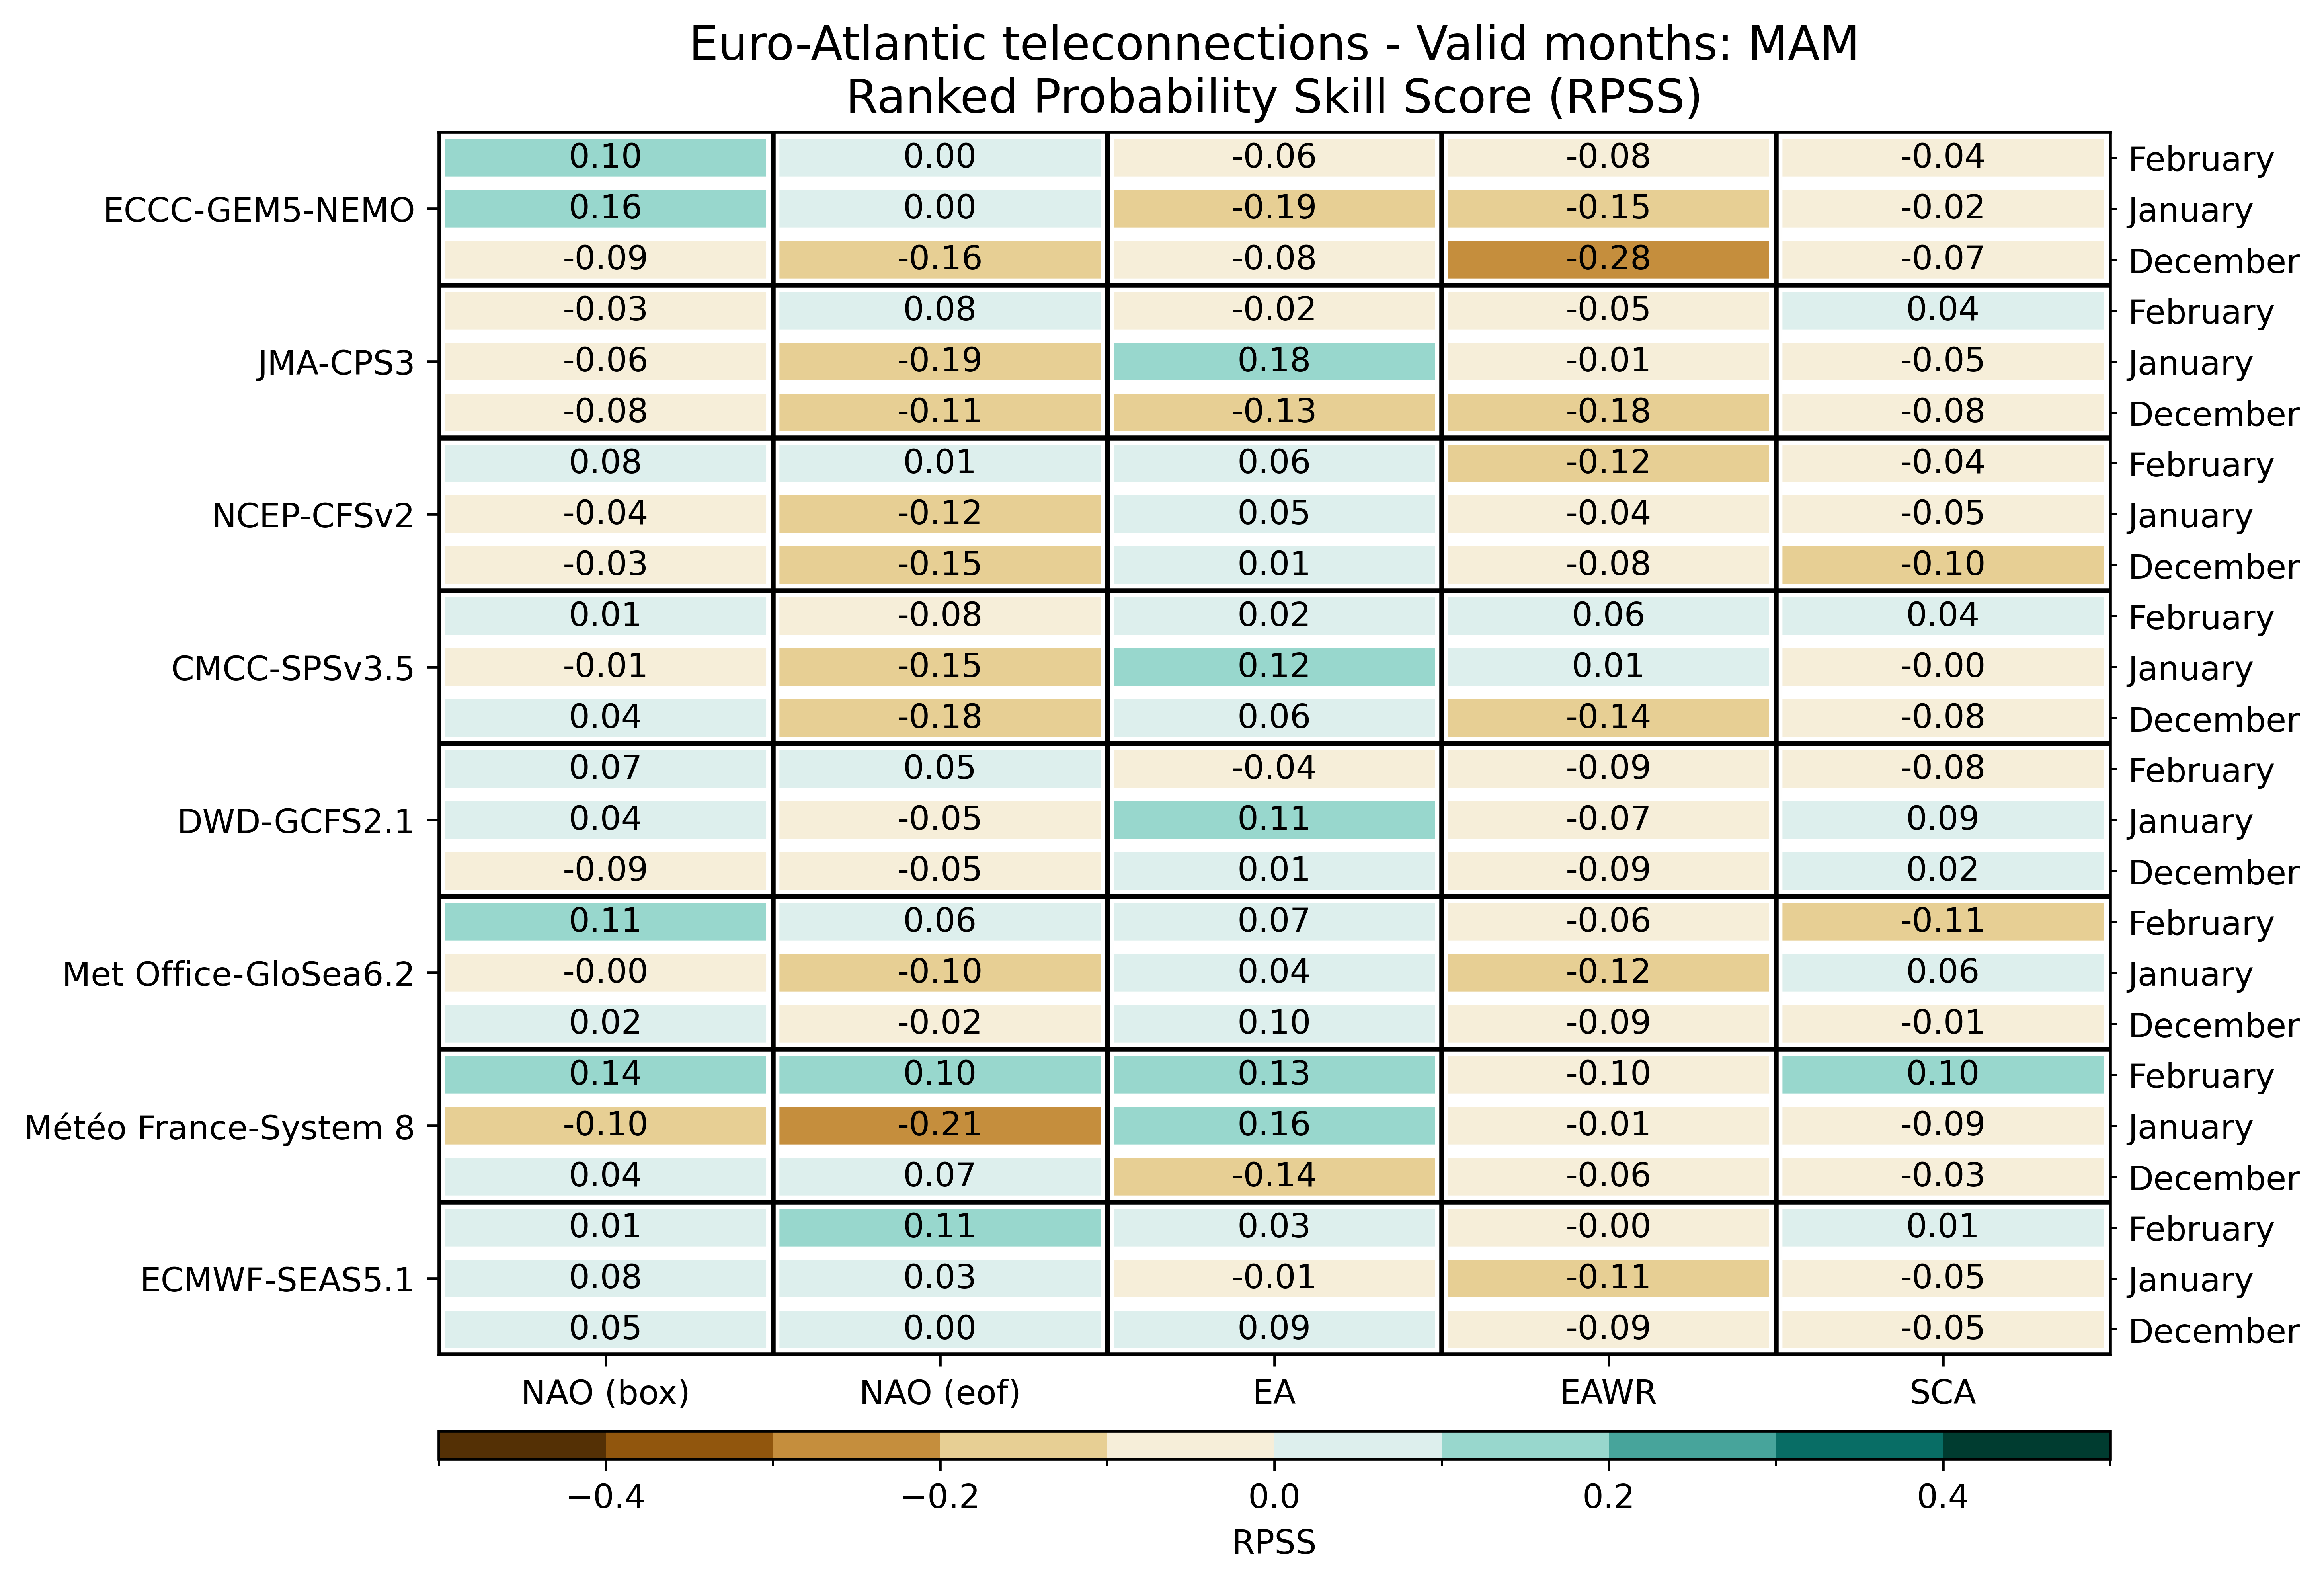 Euro-Atlantic teleconnections - Valid months: MAM
Ranked Probability Skill Score (RPSS)
0.10 0.00 -0.06 -0.08 -0.04 February
ECCC-GEM5-NEMO 0.16 0.00 -0.19 -0.15 -0.02 January
-0.09 -0.16 -0.08 -0.28 -0.07 December
-0.03 0.08 -0.02 -0.05 0.04 February
JMA-CPS3 -0.06 -0.19 0.18 -0.01 -0.05 January
-0.08 -0.11 -0.13 -0.18 -0.08 December
0.08 0.01 0.06 -0.12 -0.04 February
NCEP-CFSv2 -0.04 -0.12 0.05 -0.04 -0.05 January
-0.03 -0.15 0.01 -0.08 -0.10 December
0.01 -0.08 0.02 0.06 0.04 February
CMCC-SPSv3.5 -0.01 -0.15 0.12 0.01 -0.00 January
0.04 -0.18 0.06 -0.14 -0.08 December
0.07 0.05 -0.04 -0.09 -0.08 February
DWD-GCFS2.1 0.04 -0.05 0.11 -0.07 0.09 January
-0.09 -0.05 0.01 -0.09 0.02 December
0.11 0.06 0.07 -0.06 -0.11 February
Met Office-GloSea6.2 -0.00 -0.10 0.04 -0.12 0.06 January
0.02 -0.02 0.10 -0.09 -0.01 December
0.14 0.10 0.13 -0.10 0.10 February
Météo France-System 8 -0.10 -0.21 0.16 -0.01 -0.09 January
0.04 0.07 -0.14 -0.06 -0.03 December
0.01 0.11 0.03 -0.00 0.01 February
ECMWF-SEAS5.1 0.08 0.03 -0.01 -0.11 -0.05 January
0.05 0.00 0.09 -0.09 -0.05 December
NAO (box) NAO (eof) EA EAWR SCA
−0.4 −0.2 0.0 0.2 0.4
RPSS